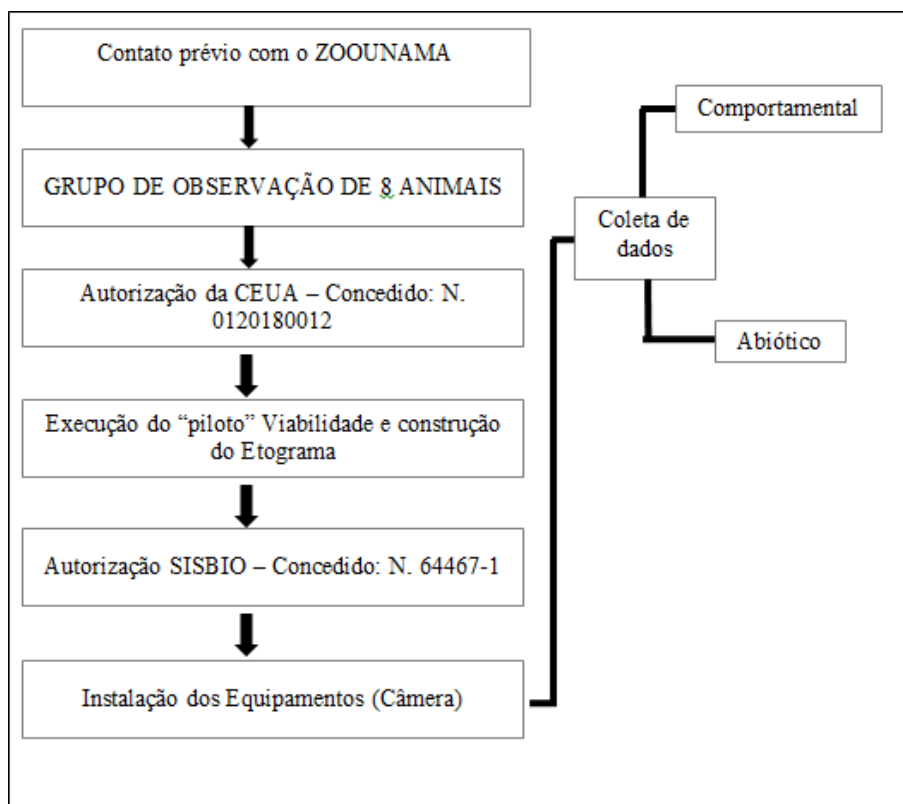 Contato prévio com o ZOOUNAMA
GRUPO DE OBSERVAÇÃO DE 8 ANIMAIS
Autorização da CEUA – Concedido: N.
0120180012
Execução do “piloto” Viabilidade e construção
do Etograma
Autorização SISBIO – Concedido: N. 64467-1
Instalação dos Equipamentos (Câmera)
Coleta de
dados
Comportamental
Abiótico